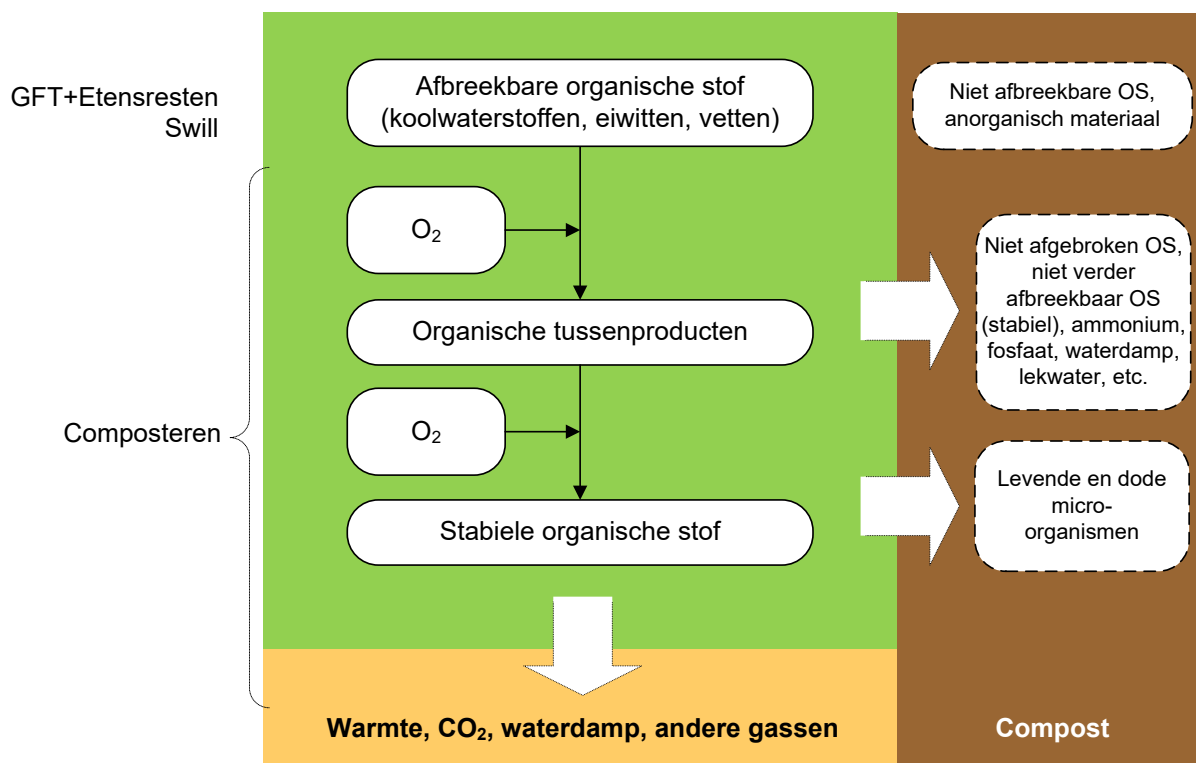 GFT+Etensresten
Swill
Afbreekbare organische stof
(koolwaterstoffen, eiwitten, vetten)
Niet afbreekbare OS,
anorganisch materiaal
O₂
Niet afgebroken OS,
niet verder
afbreekbaar OS
(stabiel), ammonium,
fosfaat, waterdamp,
lekwater, etc.
Organische tussenproducten
Composteren
O₂
Stabiele organische stof
Levende en dode
micro-
organismen
Warmte, CO₂, waterdamp, andere gassen
Compost